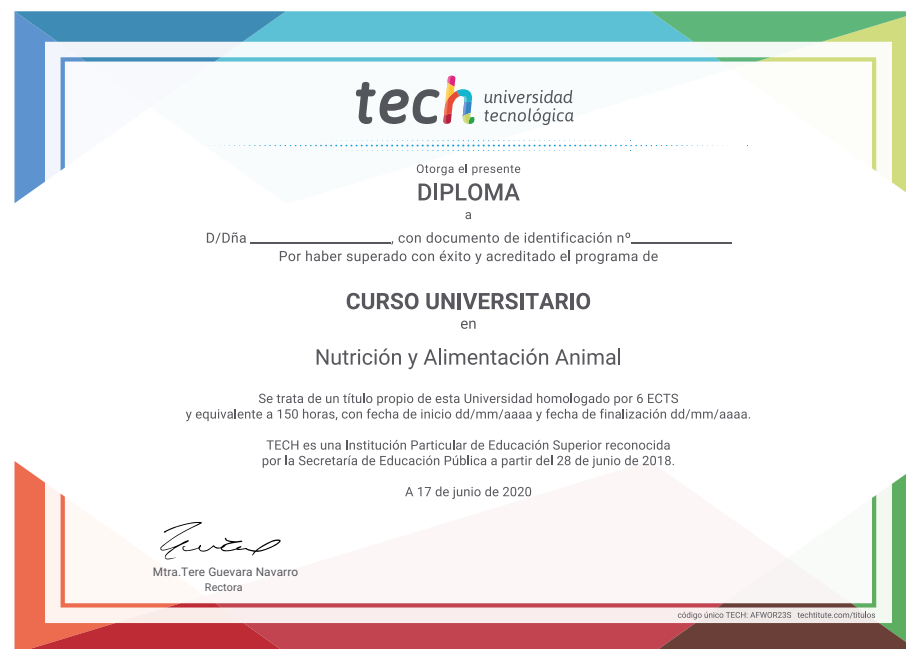 tech universidad
tecnológica
Otorga el presente
DIPLOMA
a
D/Dña ____________________, con documento de identificación nº______________
Por haber superado con éxito y acreditado el programa de
CURSO UNIVERSITARIO
en
Nutrición y Alimentación Animal
Se trata de un título propio de esta Universidad homologado por 6 ECTS
y equivalente a 150 horas, con fecha de inicio dd/mm/aaaa y fecha de finalización dd/mm/aaaa.
TECH es una Institución Particular de Educación Superior reconocida
por la Secretaría de Educación Pública a partir del 28 de junio de 2018.
A 17 de junio de 2020
Mtra.Tere Guevara Navarro
Rectora
código único TECH: AFWOR23S techtitute.com/titulos